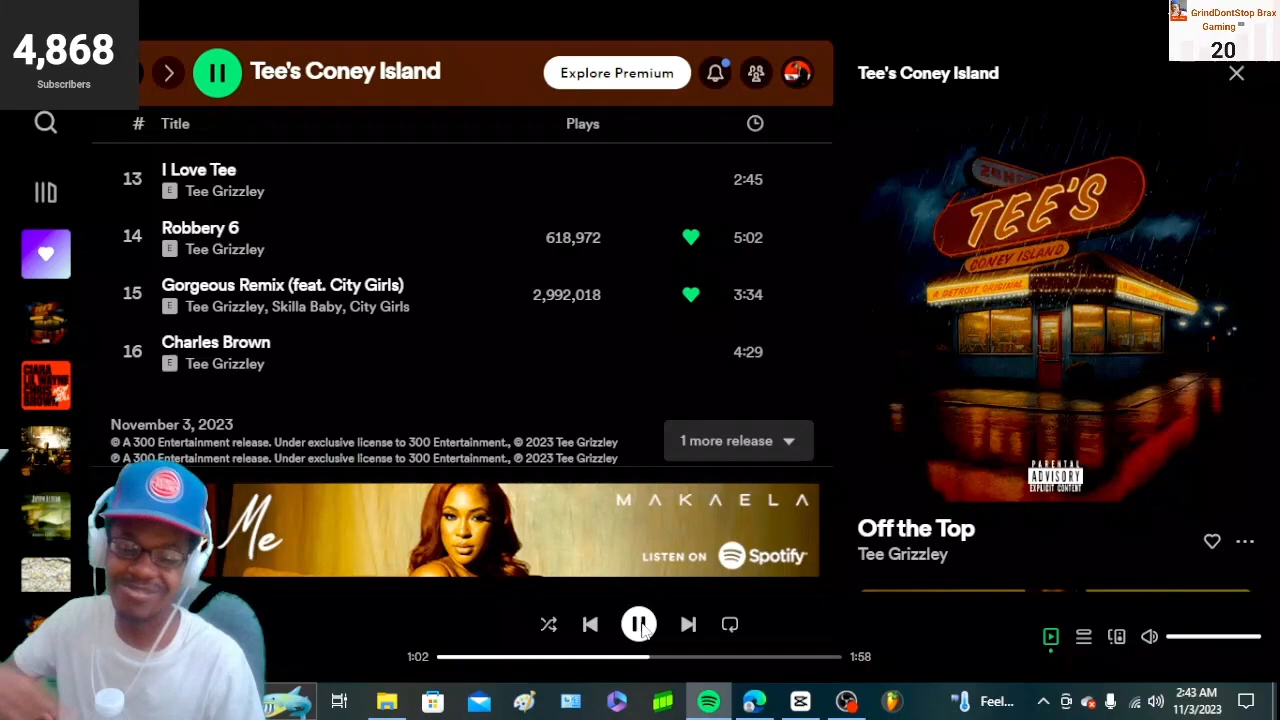 4,868
Subscribers
GrindDontStop Brax
Gaming
20
Tee's Coney Island
Explore Premium
Tee's Coney Island
# Title Plays
13 I Love Tee
E Tee Grizzley
2:45
14 Robbery 6
E Tee Grizzley
618,972 5:02
15 Gorgeous Remix (feat. City Girls)
E Tee Grizzley, Skilla Baby, City Girls
2,992,018 3:34
16 Charles Brown
E Tee Grizzley
4:29
November 3, 2023
© A 300 Entertainment release. Under exclusive license to 300 Entertainment., © 2023 Tee Grizzley
℗ A 300 Entertainment release. Under exclusive license to 300 Entertainment., ℗ 2023 Tee Grizzley
1 more release
TEE'S
CONEY ISLAND
A DETROIT ORIGINAL
PARENTAL
ADVISORY
EXPLICIT CONTENT
Me
MAKAELA
LISTEN ON Spotify
Off the Top
Tee Grizzley
1:02
1:58
Feel...
2:43 AM
11/3/2023